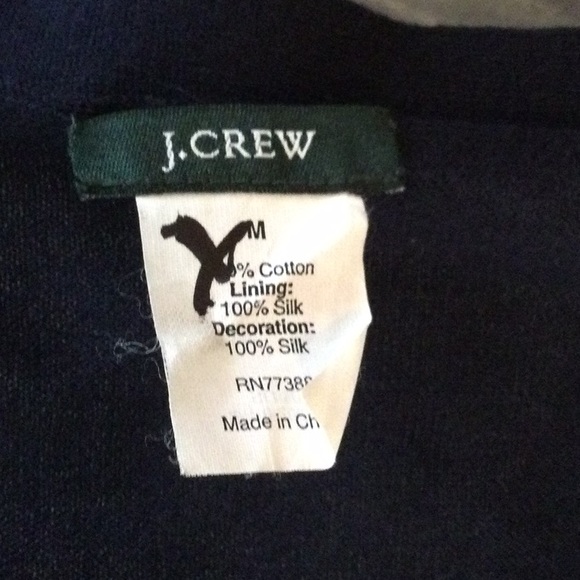 J.CREW
M
% Cotton
Lining:
100% Silk
Decoration:
100% Silk
RN7738
Made in Ch